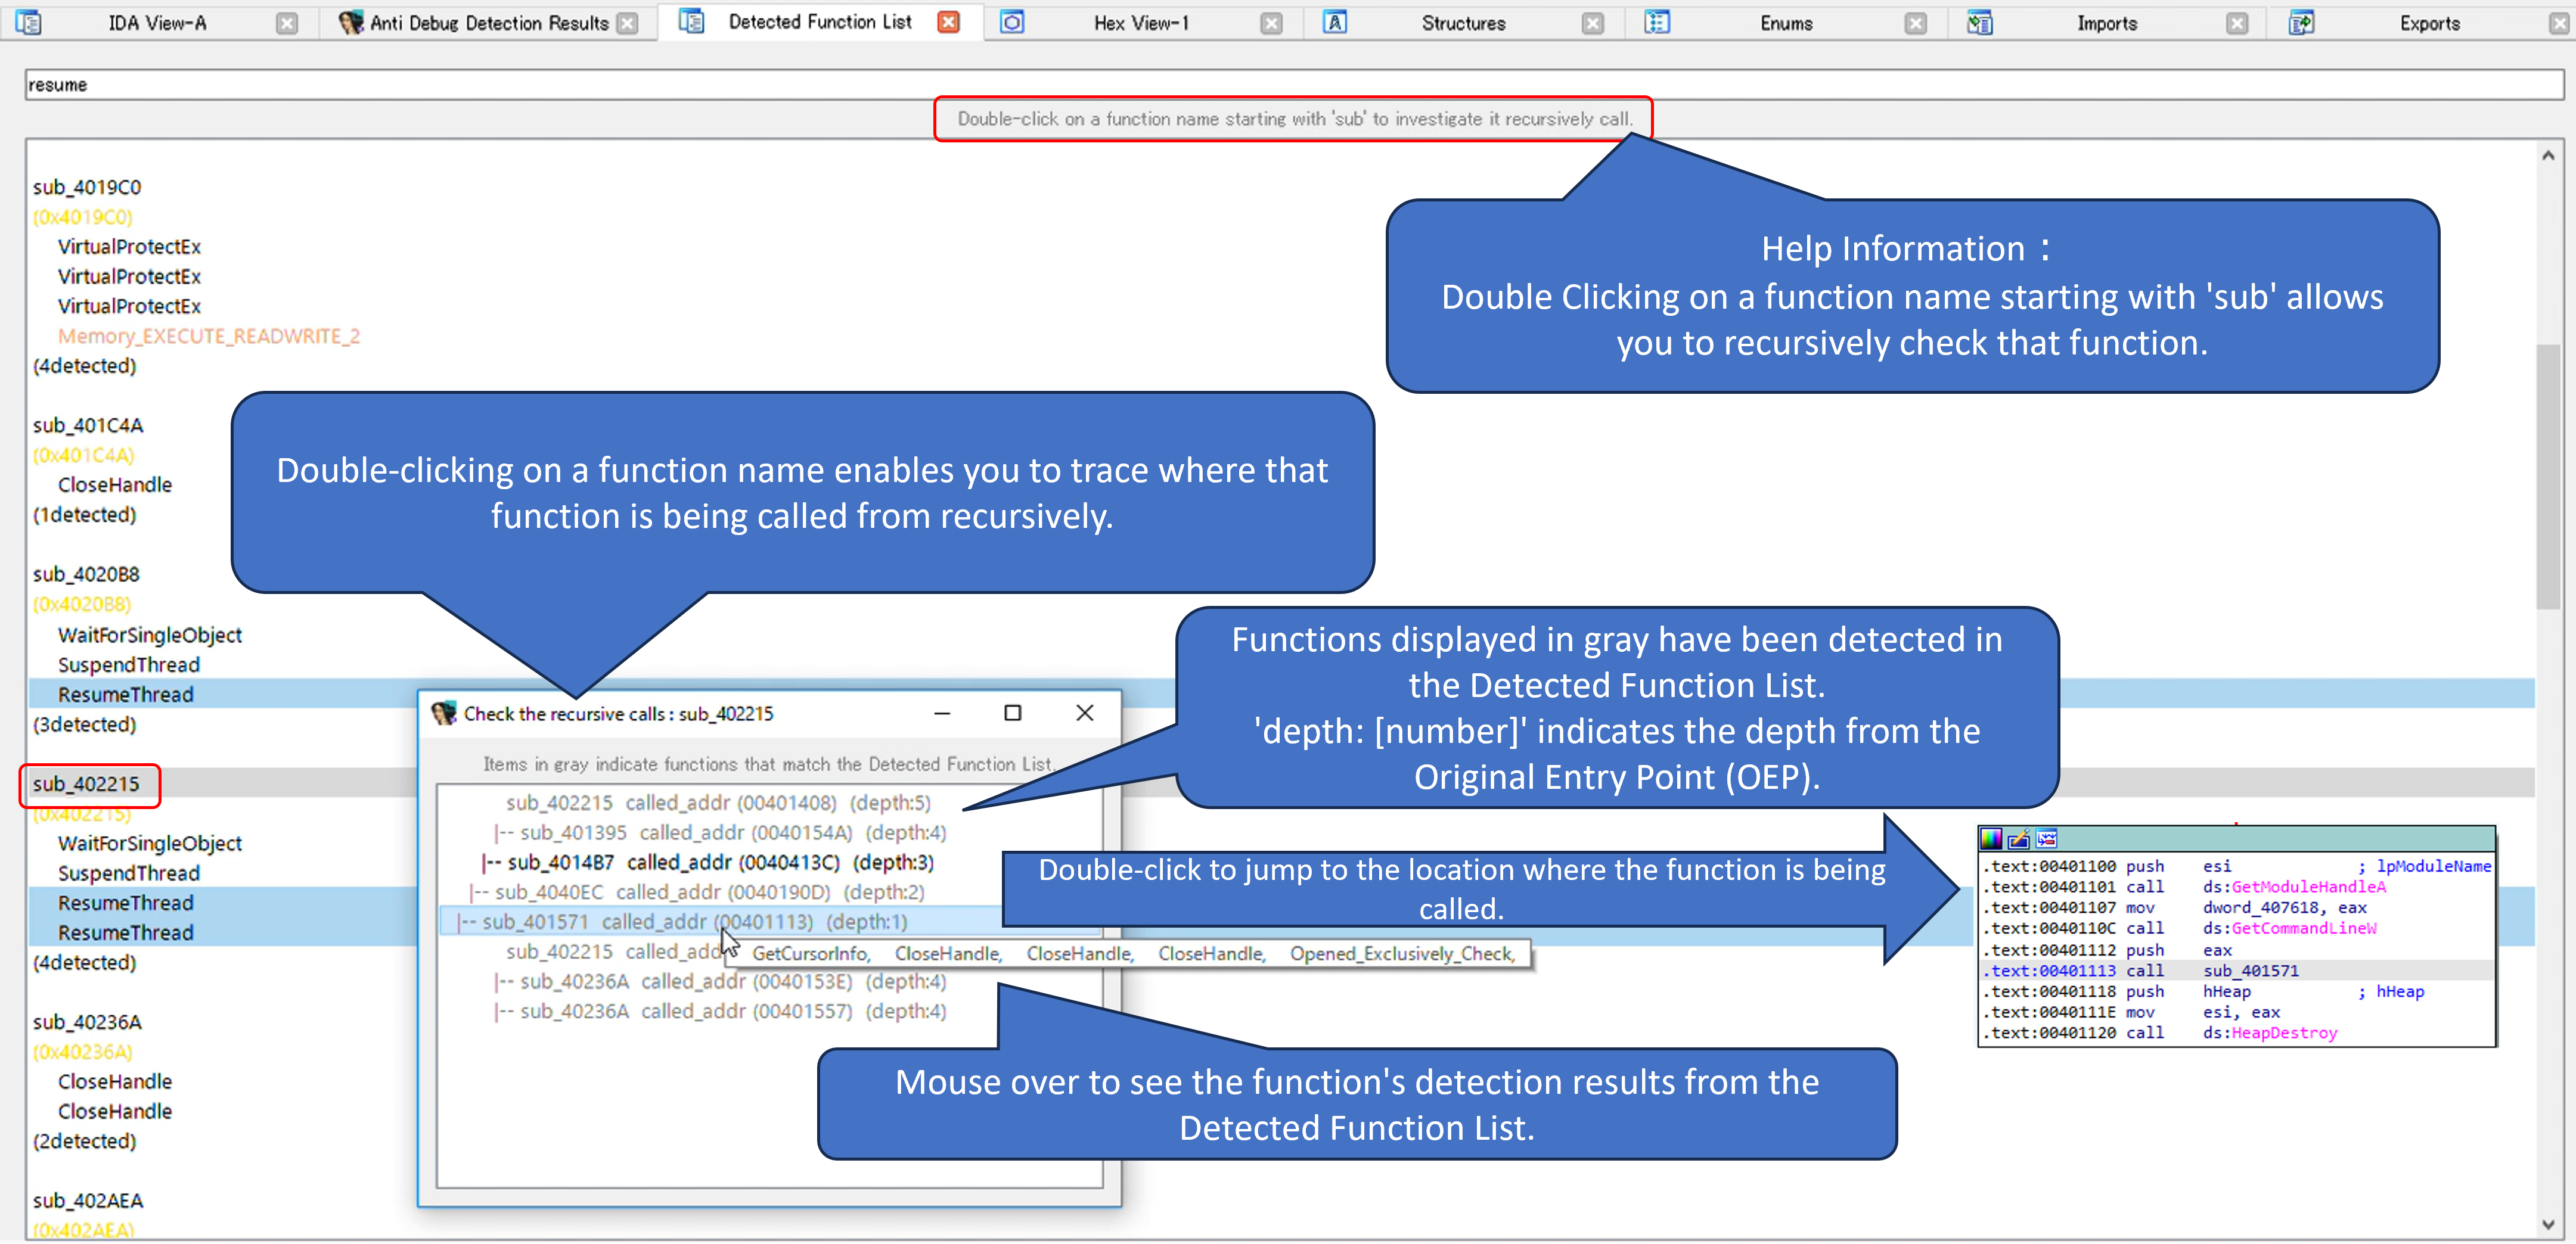 IDA View-A
Anti Debug Detection Results
Detected Function List
Hex View-1
Structures
Enums
Imports
Exports
resume
Double-click on a function name starting with 'sub' to investigate it recursively call.
sub_4019C0
(0x4019C0)
VirtualProtectEx
VirtualProtectEx
VirtualProtectEx
Memory_EXECUTE_READWRITE_2
(4detected)
Help Information：
Double Clicking on a function name starting with 'sub' allows
you to recursively check that function.
sub_401C4A
(0x401C4A)
CloseHandle
(1detected)
Double-clicking on a function name enables you to trace where that
function is being called from recursively.
sub_4020B8
(0x4020B8)
WaitForSingleObject
SuspendThread
ResumeThread
(3detected)
sub_402215
(0x402215)
WaitForSingleObject
SuspendThread
ResumeThread
ResumeThread
(4detected)
sub_40236A
(0x40236A)
CloseHandle
CloseHandle
(2detected)
sub_402AEA
(0x402AEA)
Check the recursive calls : sub_402215
Items in gray indicate functions that match the Detected Function List.
sub_402215 called_addr (00401408) (depth:5)
|-- sub_401395 called_addr (0040154A) (depth:4)
|-- sub_4014B7 called_addr (0040413C) (depth:3)
|-- sub_4040EC called_addr (0040190D) (depth:2)
|-- sub_401571 called_addr (00401113) (depth:1)
sub_402215 called_add
GetCursorInfo, CloseHandle, CloseHandle, CloseHandle, Opened_Exclusively_Check,
|-- sub_40236A called_addr (0040153E) (depth:4)
|-- sub_40236A called_addr (00401557) (depth:4)
Functions displayed in gray have been detected in
the Detected Function List.
'depth: [number]' indicates the depth from the
Original Entry Point (OEP).
Double-click to jump to the location where the function is being
called.
Mouse over to see the function's detection results from the
Detected Function List.
.text:00401100 push esi ; lpModuleName
.text:00401101 call ds:GetModuleHandleA
.text:00401107 mov dword_407618, eax
.text:0040110C call ds:GetCommandLineW
.text:00401112 push eax
.text:00401113 call sub_401571
.text:00401118 push hHeap ; hHeap
.text:0040111E mov esi, eax
.text:00401120 call ds:HeapDestroy